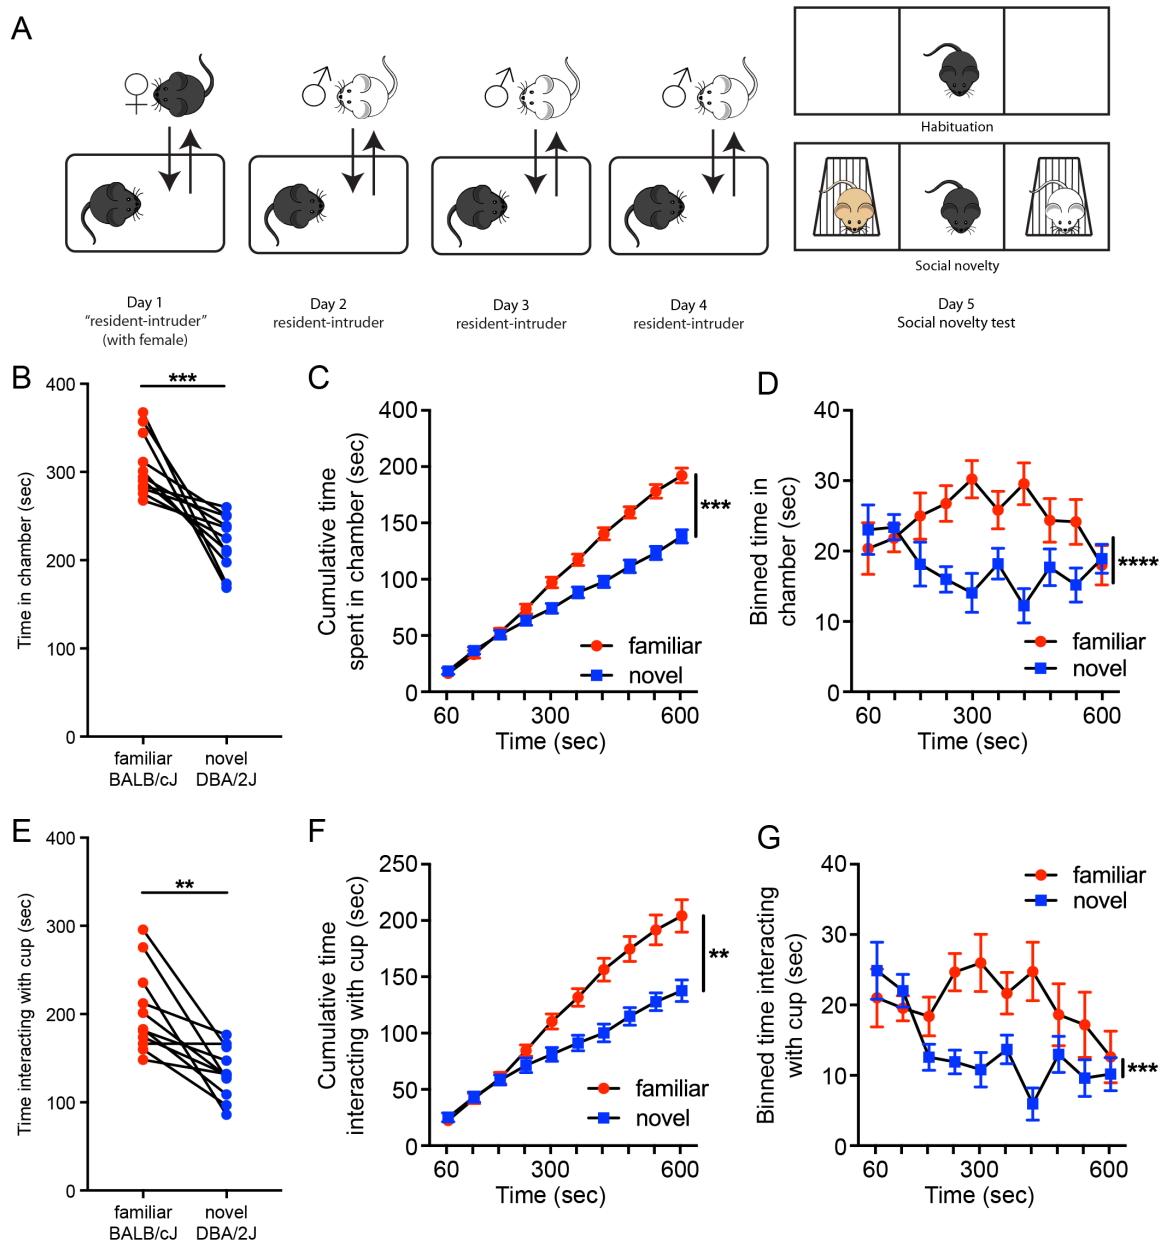 A
Habituation
Social novelty
Day 1
"resident-intruder"
(with female)
Day 2
resident-intruder
Day 3
resident-intruder
Day 4
resident-intruder
Day 5
Social novelty test
B
Time in chamber (sec)
400
300
200
100
0
***
familiar
BALB/cJ
novel
DBA/2J
C
Cumulative time
spent in chamber (sec)
400
200
150
100
50
0
***
familiar
novel
60
300
600
Time (sec)
D
Binned time in
chamber (sec)
40
30
20
10
0
****
familiar
novel
60
300
600
Time (sec)
E
Time interacting with cup (sec)
400
300
200
100
0
**
familiar
BALB/cJ
novel
DBA/2J
F
Cumulative time
interacting with cup (sec)
250
200
150
100
50
0
**
familiar
novel
60
300
600
Time (sec)
G
Binned time interacting
with cup (sec)
40
30
20
10
0
familiar
novel
***
60
300
600
Time (sec)